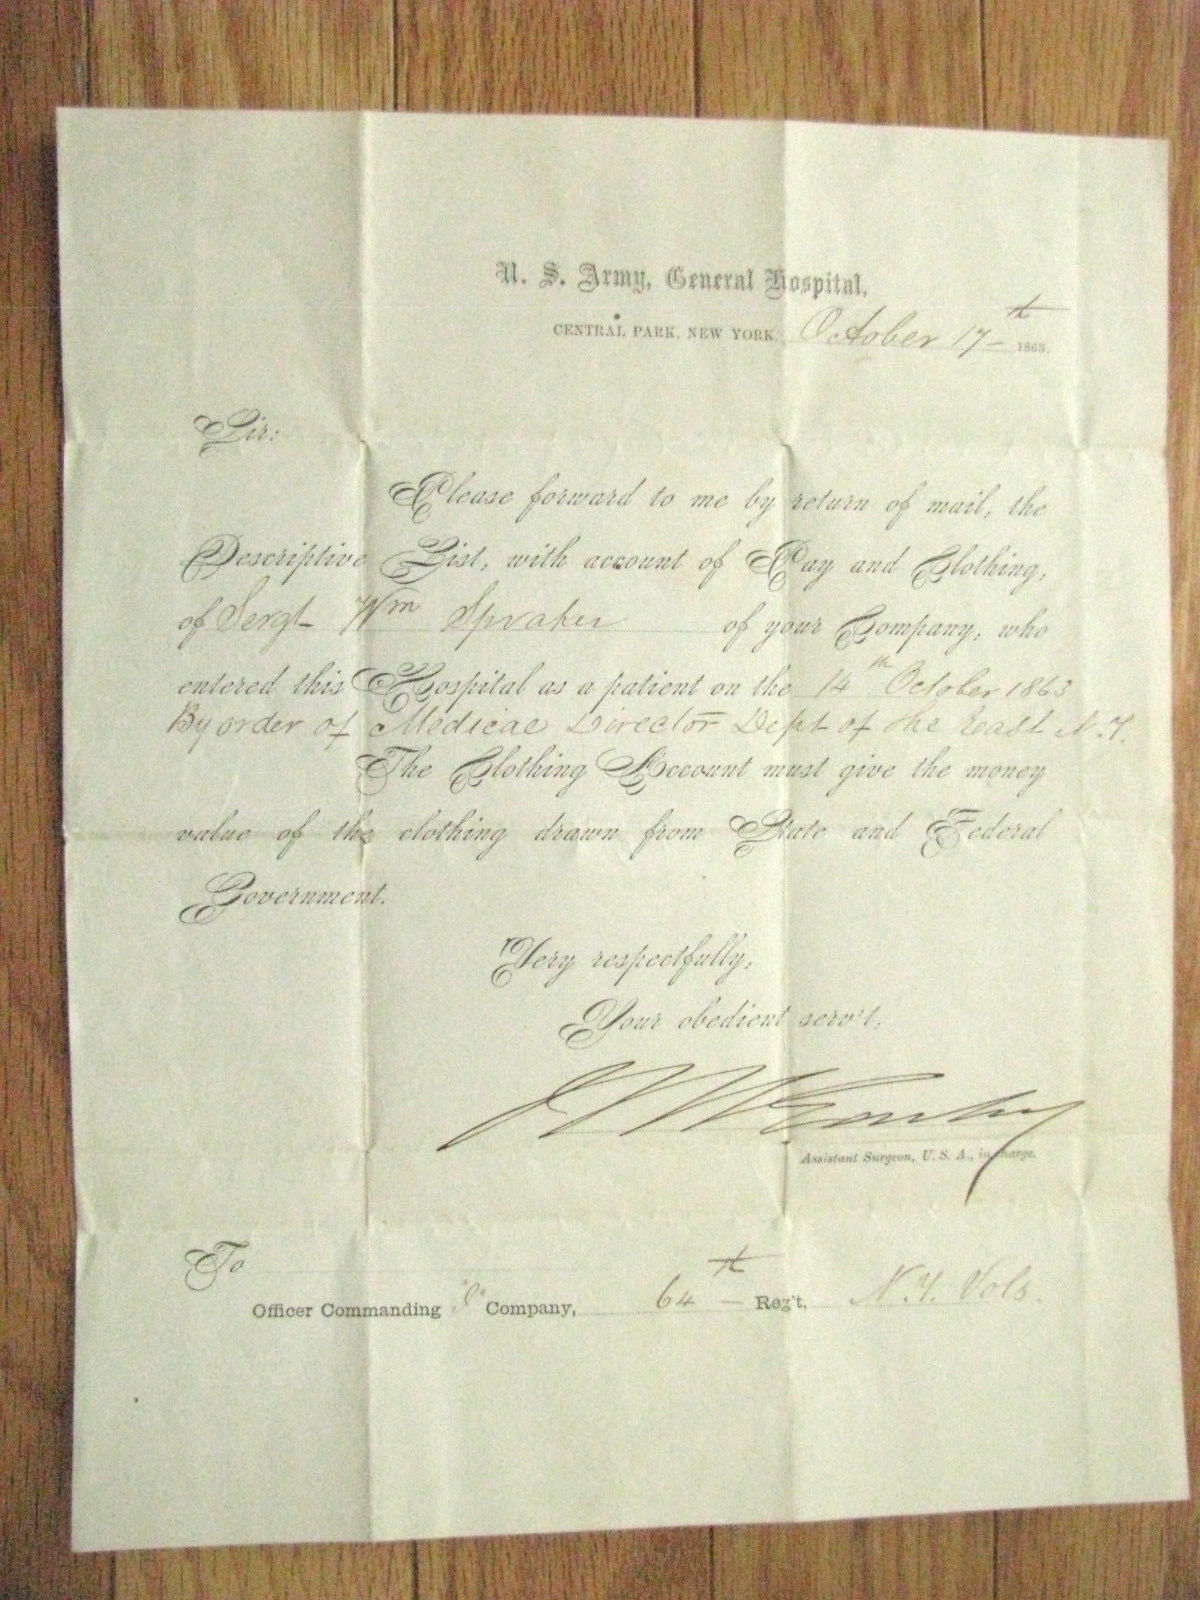 U. S. Army, General Hospital,
CENTRAL PARK, NEW YORK, October 17th 1863.
Sir:
Please forward to me by return of mail, the
Descriptive List, with account of Pay and Clothing,
of Sergt Wm Spraker of your Company, who
entered this Hospital as a patient on the 14th October 1863
By order of Medical Director Dept of the East N.Y.
The Clothing Account must give the money
value of the clothing drawn from State and Federal
Government.
Very respectfully,
Your obedient serv't,
Assistant Surgeon, U. S. A., in charge.
To
Officer Commanding Company, 64th Reg't, N.Y. Vols.